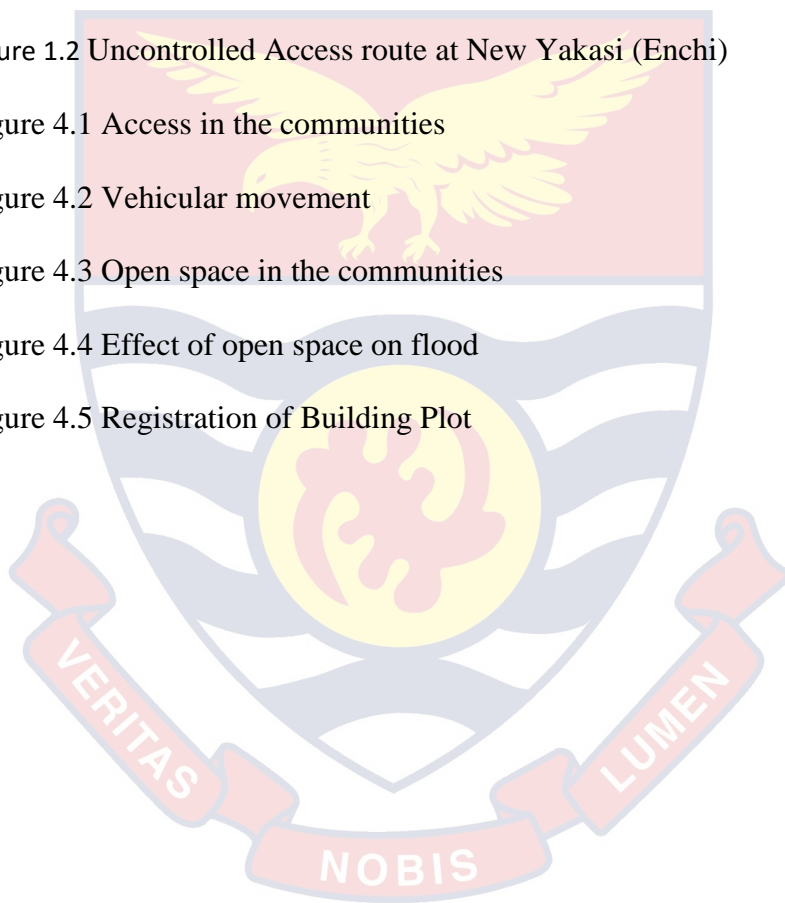 ure 1.2 Uncontrolled Access route at New Yakasi (Enchi)
gure 4.1 Access in the communities
gure 4.2 Vehicular movement
gure 4.3 Open space in the communities
gure 4.4 Effect of open space on flood
gure 4.5 Registration of Building Plot
VERITAS
NOBIS
LUMEN